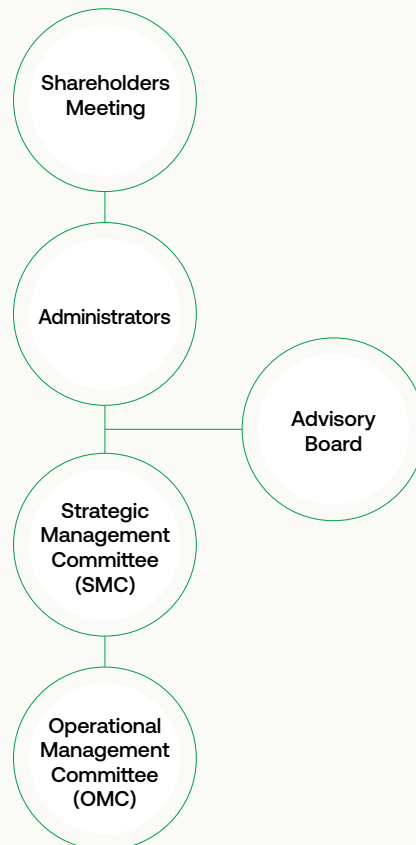 Shareholders
Meeting
Administrators
Advisory
Board
Strategic
Management
Committee
(SMC)
Operational
Management
Committee
(OMC)